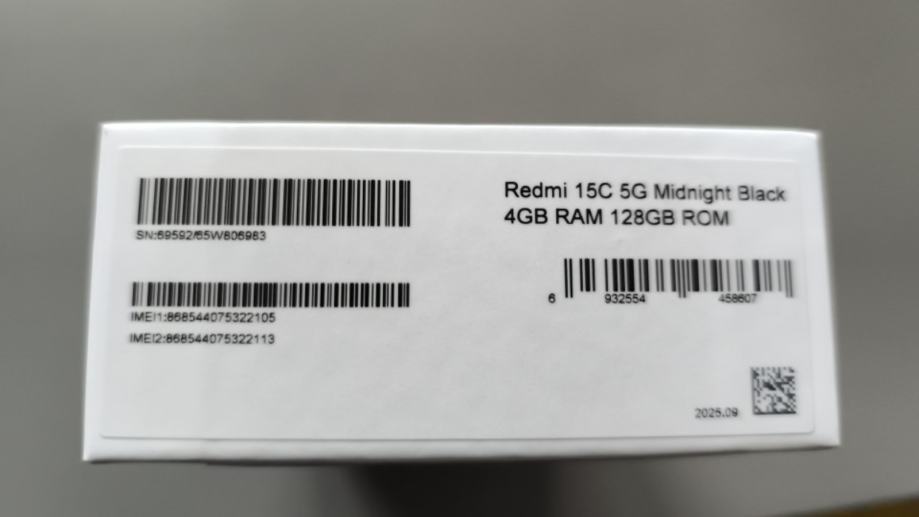 Redmi 15C 5G Midnight Black
4GB RAM 128GB ROM
SN:69592/65W806983
6 932554 458607
IMEI1:868544075322105
IMEI2:868544075322113
2025.09